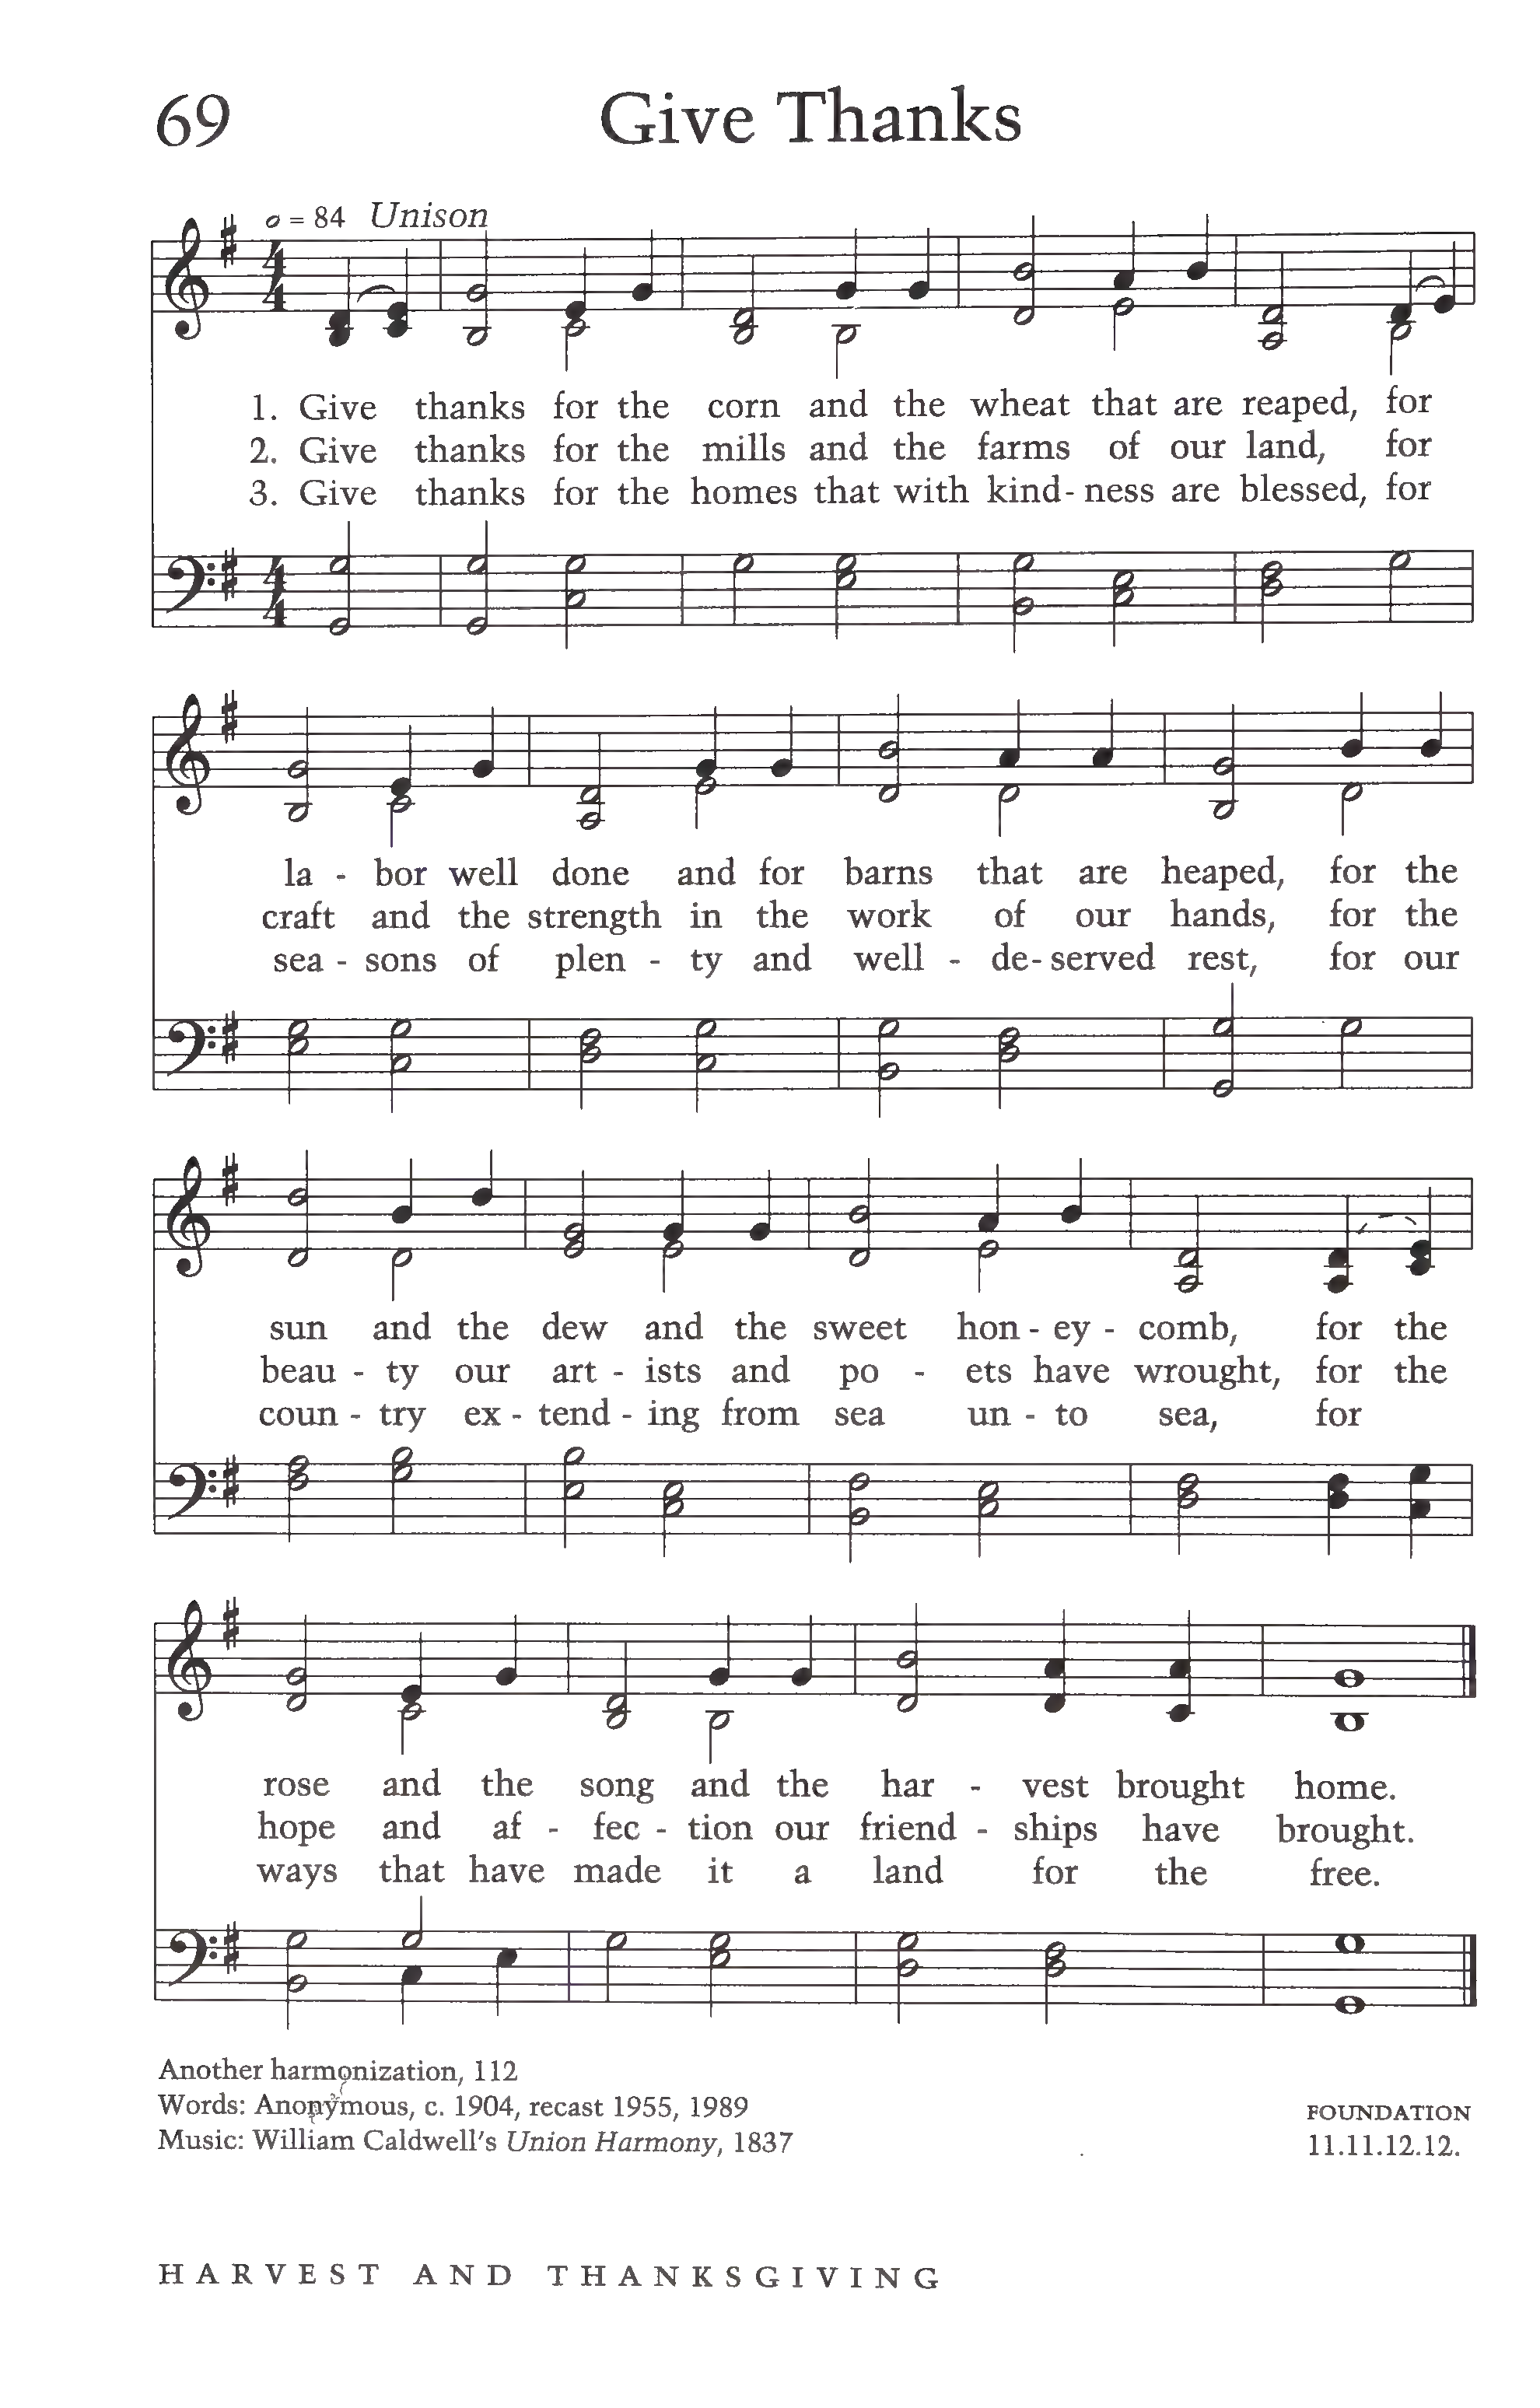 69 Give Thanks
𝅗𝅥 = 84 Unison
1. Give thanks for the corn and the wheat that are reaped, for
2. Give thanks for the mills and the farms of our land, for
3. Give thanks for the homes that with kind- ness are blessed, for
la - bor well done and for barns that are heaped, for the
craft and the strength in the work of our hands, for the
sea - sons of plen - ty and well - de- served rest, for our
sun and the dew and the sweet hon - ey - comb, for the
beau - ty our art - ists and po - ets have wrought, for the
coun - try ex - tend - ing from sea un - to sea, for
rose and the song and the har - vest brought home.
hope and af - fec - tion our friend - ships have brought.
ways that have made it a land for the free.
Another harmonization, 112
Words: Anonymous, c. 1904, recast 1955, 1989
Music: William Caldwell's Union Harmony, 1837
FOUNDATION
11.11.12.12.
HARVEST AND THANKSGIVING